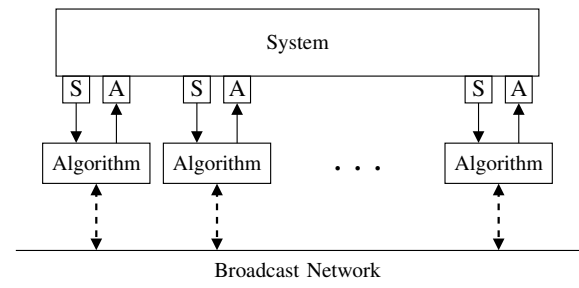 System
S A S A S A
Algorithm Algorithm . . . Algorithm
Broadcast Network